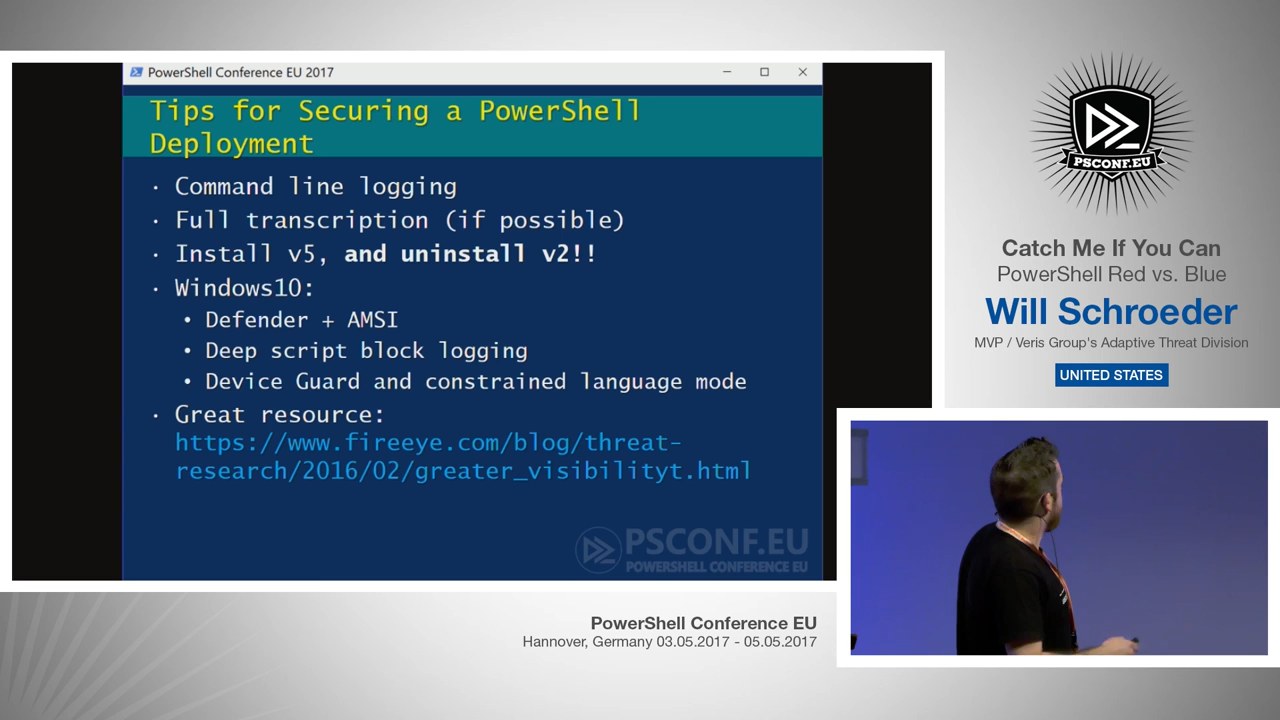 PowerShell Conference EU 2017
Tips for Securing a PowerShell
Deployment
· Command line logging
· Full transcription (if possible)
· Install v5, and uninstall v2!!
· Windows10:
• Defender + AMSI
• Deep script block logging
• Device Guard and constrained language mode
· Great resource:
https://www.fireeye.com/blog/threat-
research/2016/02/greater_visibilityt.html
PSCONF.EU
POWERSHELL CONFERENCE EU
PSCONF.EU
Catch Me If You Can
PowerShell Red vs. Blue
Will Schroeder
MVP / Veris Group's Adaptive Threat Division
UNITED STATES
PowerShell Conference EU
Hannover, Germany 03.05.2017 - 05.05.2017